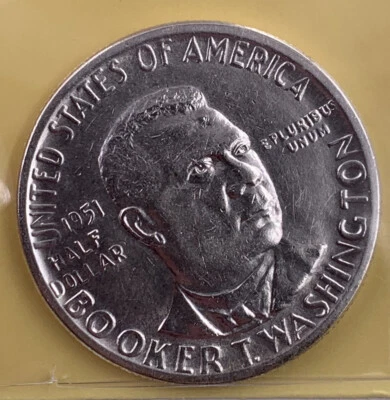 UNITED STATES OF AMERICA
E PLURIBUS
UNUM
1951
HALF
DOLLAR
BOOKER T. WASHINGTON